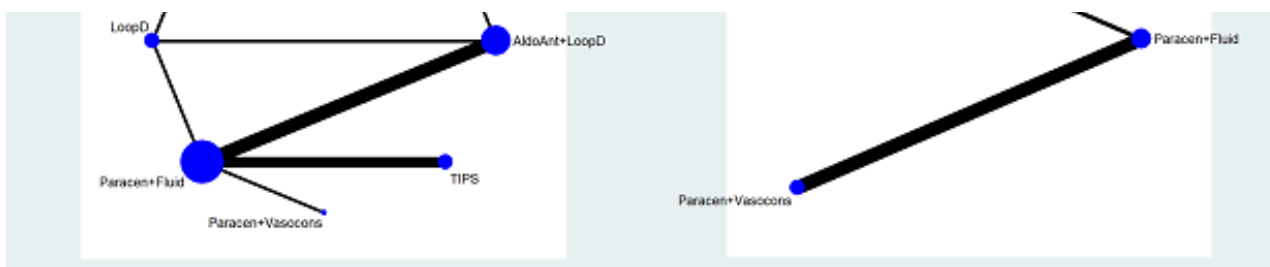 LoopD
AldoAnt+LoopD
Paracen+Fluid
TIPS
Paracen+Vasocons
Paracen+Fluid
Paracen+Vasocons